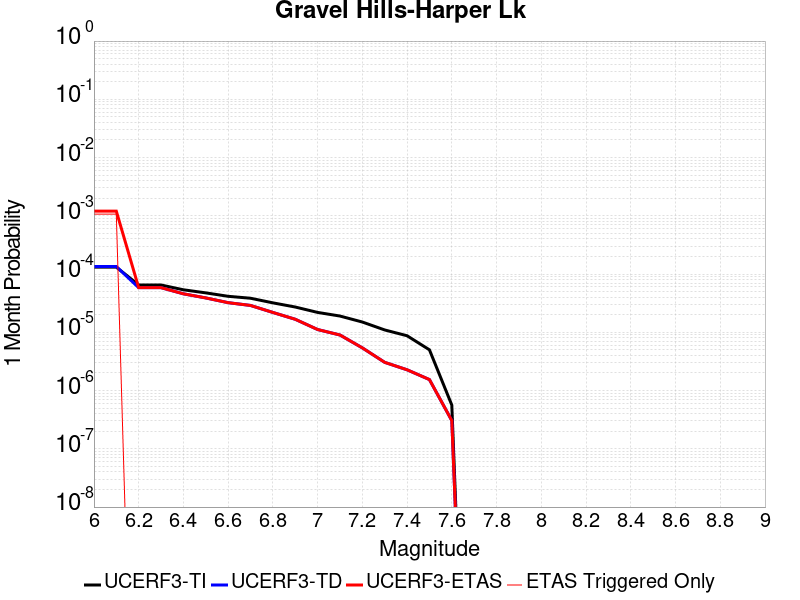 Gravel Hills-Harper Lk
10^0
10^-1
10^-2
10^-3
10^-4
10^-5
10^-6
10^-7
10^-8
1 Month Probability
6 6.2 6.4 6.6 6.8 7 7.2 7.4 7.6 7.8 8 8.2 8.4 8.6 8.8 9
Magnitude
UCERF3-TI UCERF3-TD UCERF3-ETAS ETAS Triggered Only